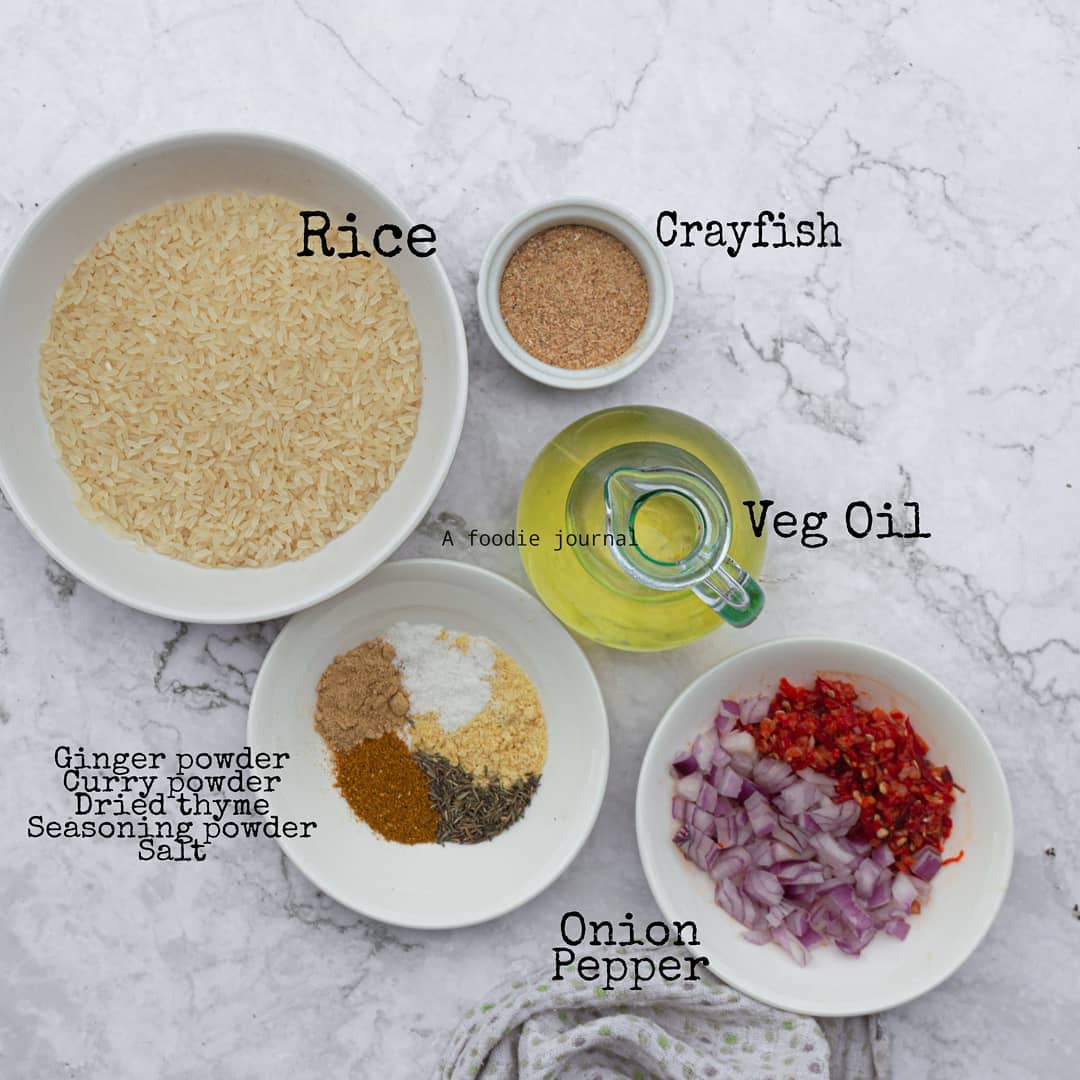 Rice
Crayfish
Veg Oil
A foodie journal
Ginger powder
Curry powder
Dried thyme
Seasoning powder
Salt
Onion
Pepper